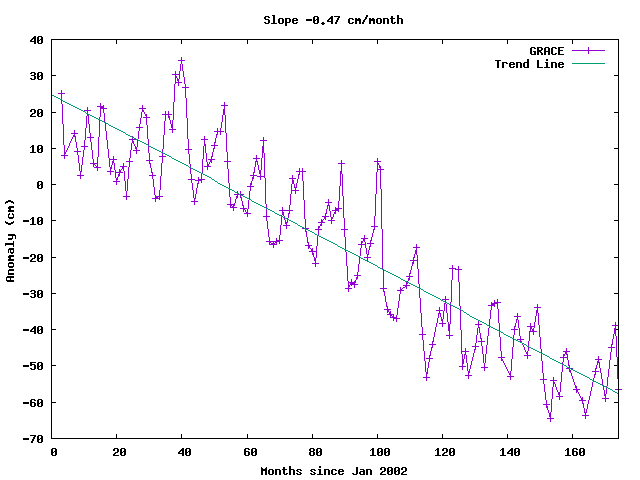 Slope -0.47 cm/month
GRACE
Trend Line
40
30
20
10
0
-10
-20
-30
-40
-50
-60
-70
Anomaly (cm)
0 20 40 60 80 100 120 140 160
Months since Jan 2002